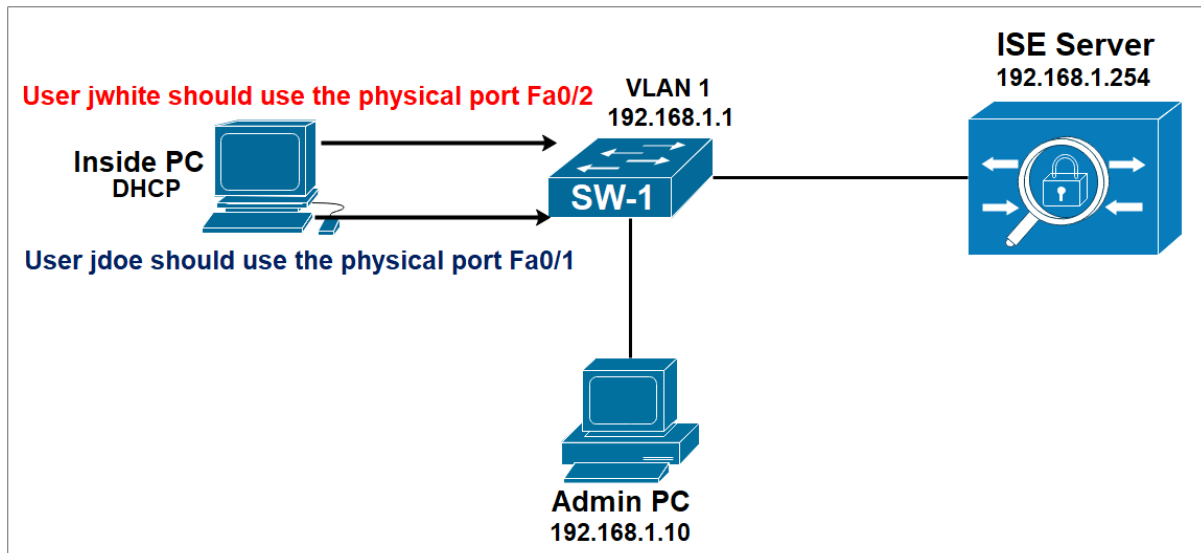 ISE Server
192.168.1.254
User jwhite should use the physical port Fa0/2
VLAN 1
192.168.1.1
Inside PC
DHCP
SW-1
User jdoe should use the physical port Fa0/1
Admin PC
192.168.1.10